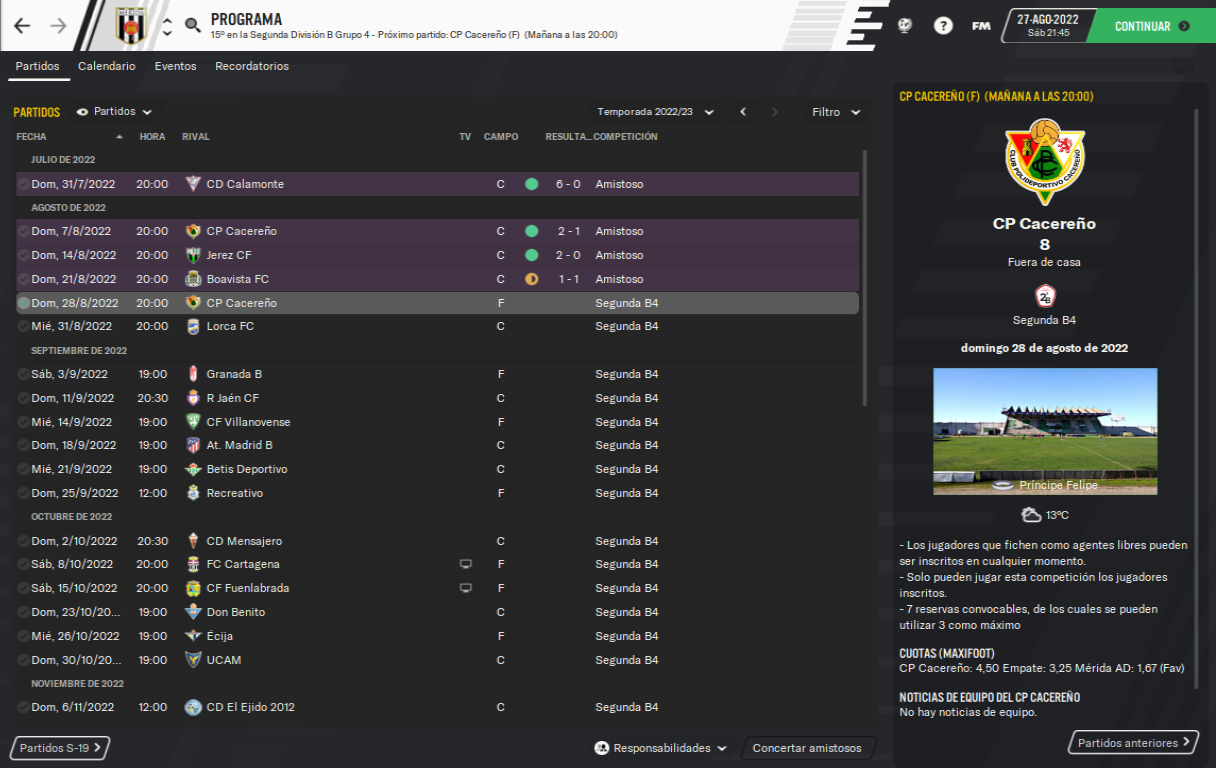 PROGRAMA
15º en la Segunda División B Grupo 4 - Próximo partido: CP Cacereño (F) (Mañana a las 20:00)
FM
27-AGO-2022
Sáb 21:45
CONTINUAR
Partidos Calendario Eventos Recordatorios
PARTIDOS Partidos Temporada 2022/23 Filtro
FECHA HORA RIVAL TV CAMPO RESULTA... COMPETICIÓN
JULIO DE 2022
Dom, 31/7/2022 20:00 CD Calamonte C 6 - 0 Amistoso
AGOSTO DE 2022
Dom, 7/8/2022 20:00 CP Cacereño C 2 - 1 Amistoso
Dom, 14/8/2022 20:00 Jerez CF C 2 - 0 Amistoso
Dom, 21/8/2022 20:00 Boavista FC C 1 - 1 Amistoso
Dom, 28/8/2022 20:00 CP Cacereño F Segunda B4
Mié, 31/8/2022 20:00 Lorca FC C Segunda B4
SEPTIEMBRE DE 2022
Sáb, 3/9/2022 19:00 Granada B F Segunda B4
Dom, 11/9/2022 20:30 R Jaén CF C Segunda B4
Mié, 14/9/2022 19:00 CF Villanovense F Segunda B4
Dom, 18/9/2022 19:00 At. Madrid B C Segunda B4
Mié, 21/9/2022 19:00 Betis Deportivo C Segunda B4
Dom, 25/9/2022 12:00 Recreativo F Segunda B4
OCTUBRE DE 2022
Dom, 2/10/2022 20:30 CD Mensajero C Segunda B4
Sáb, 8/10/2022 20:00 FC Cartagena F Segunda B4
Sáb, 15/10/2022 20:00 CF Fuenlabrada F Segunda B4
Dom, 23/10/20... 19:00 Don Benito C Segunda B4
Mié, 26/10/2022 19:00 Écija F Segunda B4
Dom, 30/10/20... 19:00 UCAM C Segunda B4
NOVIEMBRE DE 2022
Dom, 6/11/2022 12:00 CD El Ejido 2012 C Segunda B4
Partidos S-19 Responsabilidades Concertar amistosos
CP CACEREÑO (F) (MAÑANA A LAS 20:00)
CLUB POLIDEPORTIVO CACEREÑO
CP Cacereño
8
Fuera de casa
2ªB
Segunda B4
domingo 28 de agosto de 2022
Príncipe Felipe
13ºC
- Los jugadores que fichen como agentes libres pueden
ser inscritos en cualquier momento.
- Solo pueden jugar esta competición los jugadores
inscritos.
- 7 reservas convocables, de los cuales se pueden
utilizar 3 como máximo
CUOTAS (MAXIFOOT)
CP Cacereño: 4,50 Empate: 3,25 Mérida AD: 1,67 (Fav)
NOTICIAS DE EQUIPO DEL CP CACEREÑO
No hay noticias de equipo.
Partidos anteriores